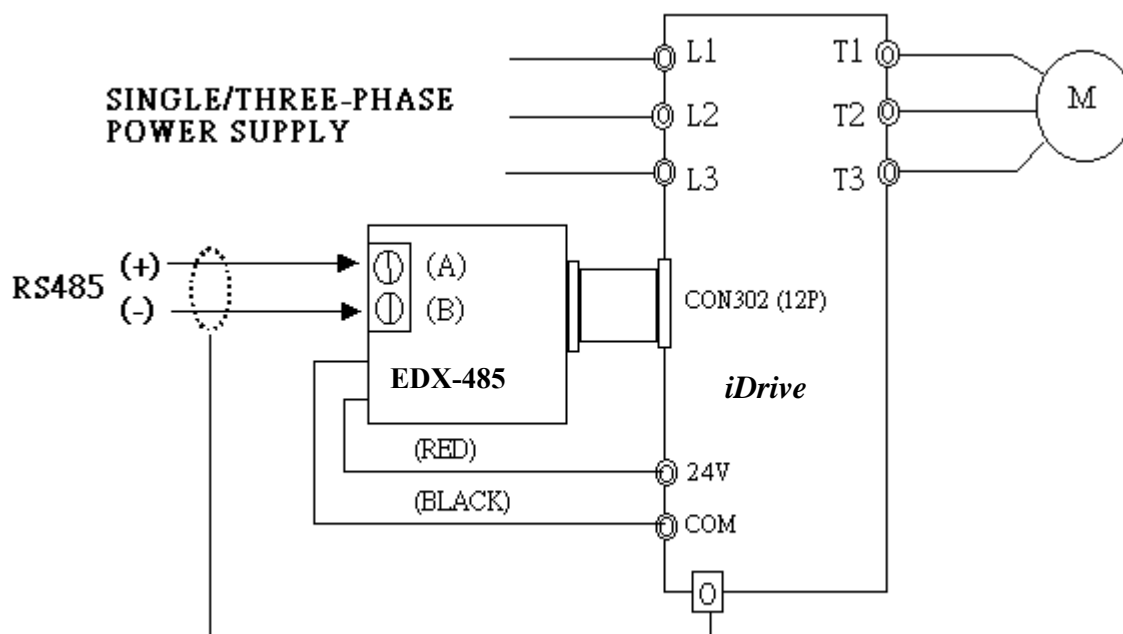 L1
T1
M
SINGLE/THREE-PHASE
POWER SUPPLY
L2
T2
L3
T3
RS485
(+)
(-)
(A)
(B)
EDX-485
CON302 (12P)
iDrive
(RED)
24V
(BLACK)
COM
O